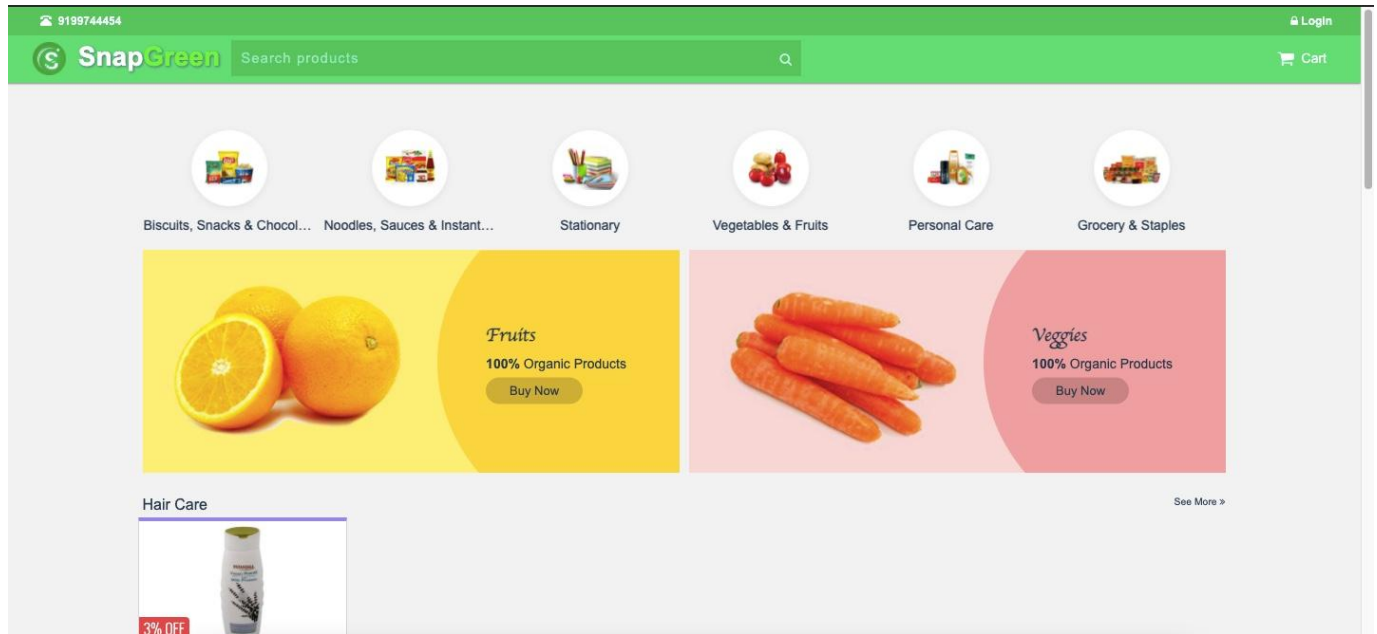 9199744454
Login
SnapGreen
Search products
Cart
Biscuits, Snacks & Chocol...
Noodles, Sauces & Instant...
Stationary
Vegetables & Fruits
Personal Care
Grocery & Staples
Fruits
100% Organic Products
Buy Now
Veggies
100% Organic Products
Buy Now
Hair Care
See More »
3% OFF